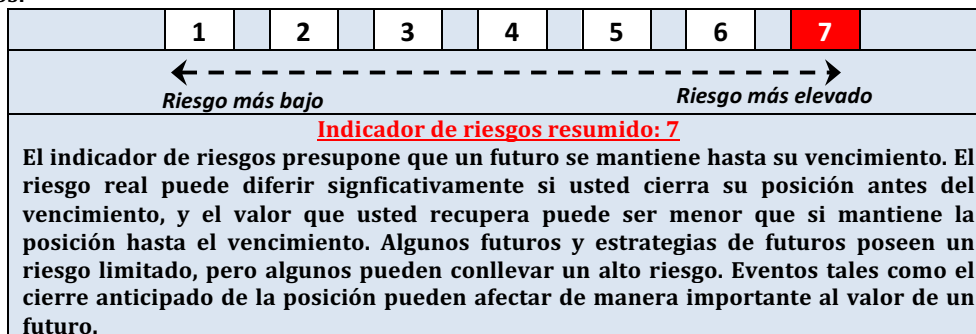 1 2 3 4 5 6 7
Riesgo más bajo Riesgo más elevado
Indicador de riesgos resumido: 7
El indicador de riesgos presupone que un futuro se mantiene hasta su vencimiento. El
riesgo real puede diferir signficativamente si usted cierra su posición antes del
vencimiento, y el valor que usted recupera puede ser menor que si mantiene la
posición hasta el vencimiento. Algunos futuros y estrategias de futuros poseen un
riesgo limitado, pero algunos pueden conllevar un alto riesgo. Eventos tales como el
cierre anticipado de la posición pueden afectar de manera importante al valor de un
futuro.